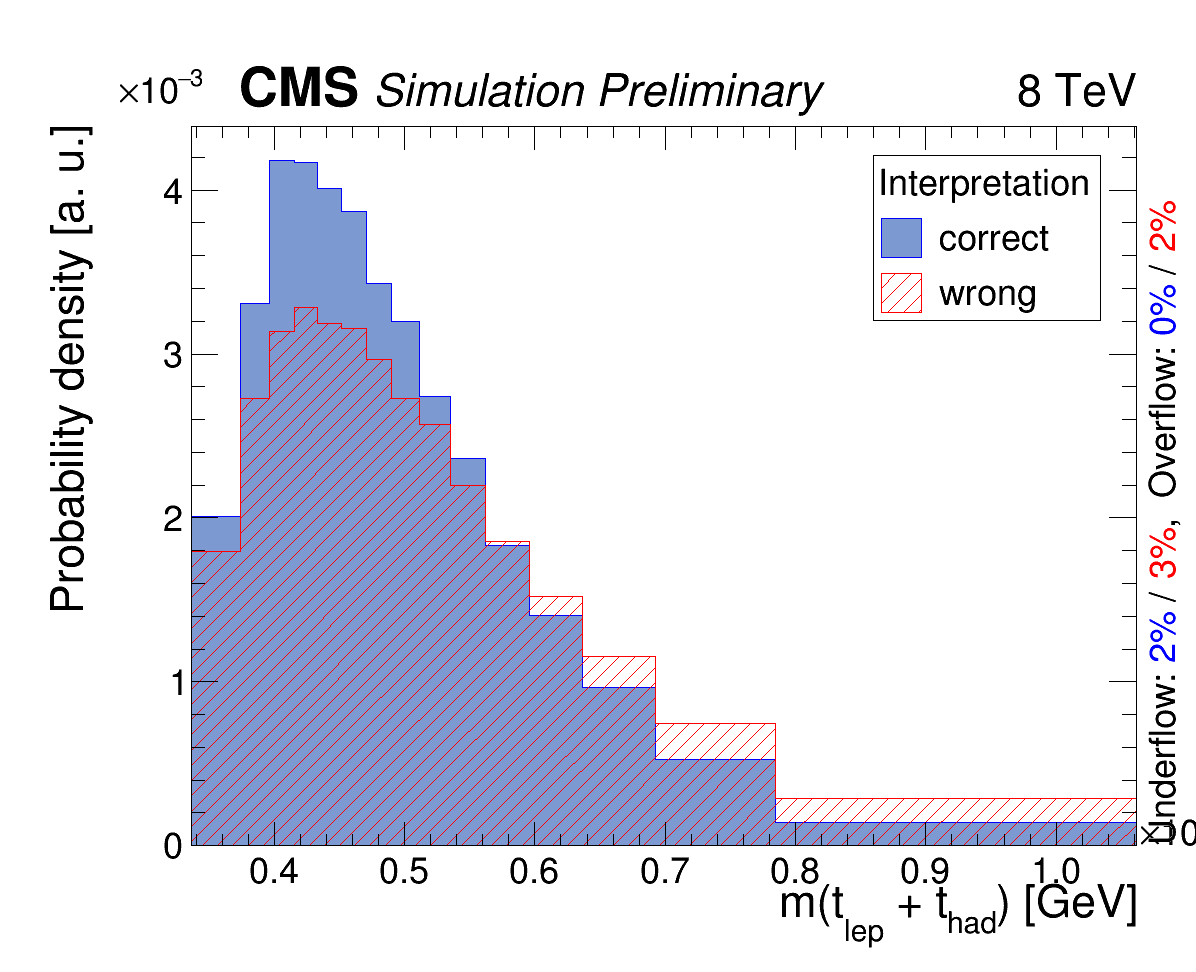 ×10⁻³ CMS Simulation Preliminary 8 TeV
Probability density [a. u.]
4
3
2
1
0
Interpretation
correct
wrong
Underflow: 2% / 3%, Overflow: 0% / 2%
×10
0.4 0.5 0.6 0.7 0.8 0.9 1.0
m(t_lep + t_had) [GeV]